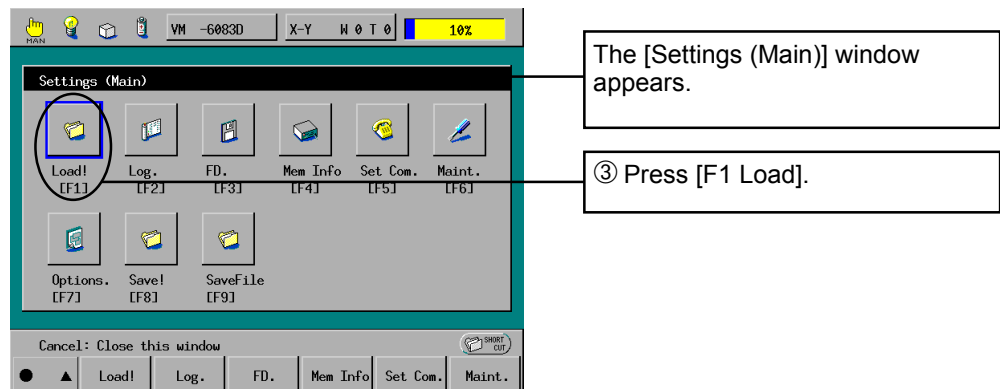 MAN VM -6083D X-Y W 0 T 0 10%
Settings (Main)
Load! Log. FD. Mem Info Set Com. Maint.
[F1] [F2] [F3] [F4] [F5] [F6]
Options. Save! SaveFile
[F7] [F8] [F9]
Cancel: Close this window SHORT CUT
Load! Log. FD. Mem Info Set Com. Maint.
The [Settings (Main)] window
appears.
③ Press [F1 Load].